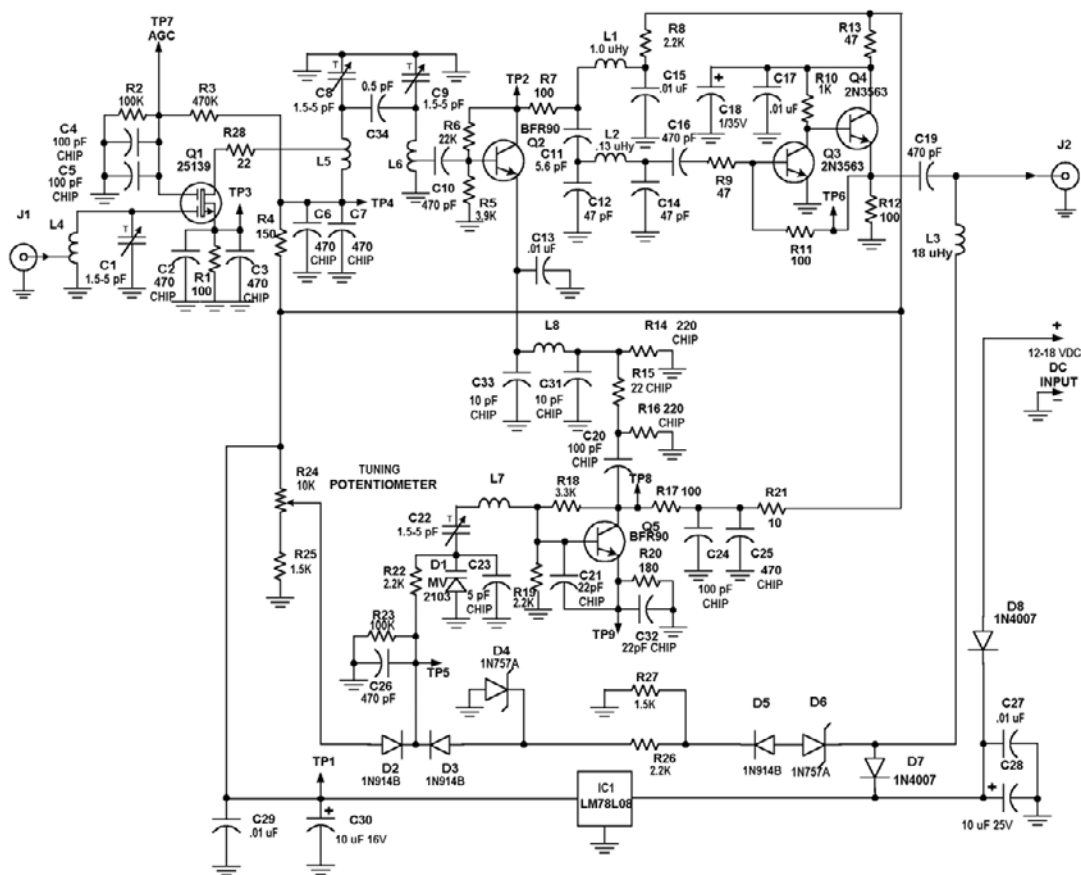 TP7
AGC
R2
100K
R3
470K
C4
100 pF
CHIP
C5
100 pF
CHIP
Q1
25139
R28
22
TP3
J1
L4
C1
1.5-5 pF
C2
470
CHIP
R1
100
C3
470
CHIP
R4
150
T
C8
1.5-5 pF
0.5 pF
C34
T
C9
1.5-5 pF
L5
L6
C6
470
CHIP
C7
470
CHIP
TP4
T
R6
22K
C10
470 pF
R5
3.9K
TP2
R7
100
BFR90
Q2
C11
5.6 pF
C12
47 pF
C13
.01 uF
L1
1.0 uHy
L2
.13 uHy
R8
2.2K
C15
.01 uF
C16
470 pF
C14
47 pF
R9
47
C18
1/35V
+
C17
.01 uF
R10
1K
R13
47
Q4
2N3563
Q3
2N3563
TP6
R11
100
R12
100
C19
470 pF
J2
L3
18 uHy
L8
R14 220
CHIP
R15
22 CHIP
R16 220
CHIP
C33
10 pF
CHIP
C31
10 pF
CHIP
C20
100 pF
CHIP
+
12-18 VDC
DC
INPUT
–
R24
10K
TUNING
POTENTIOMETER
R25
1.5K
L7
T
C22
1.5-5 pF
R18
3.3K
TP8
R17 100
R21
10
Q5
BFR90
C24
100 pF
CHIP
C25
470
CHIP
R20
180
R22
2.2K
D1
MV
2103
C23
5 pF
CHIP
R19
2.2K
C21
22pF
CHIP
TP9
C32
22pF CHIP
R23
100K
C26
470 pF
TP5
D4
1N757A
R27
1.5K
R26
2.2K
D5
1N914B
D6
1N757A
D7
1N4007
D8
1N4007
C27
.01 uF
C28
+
10 uF 25V
D2
1N914B
D3
1N914B
TP1
IC1
LM78L08
C29
.01 uF
+
C30
10 uF 16V